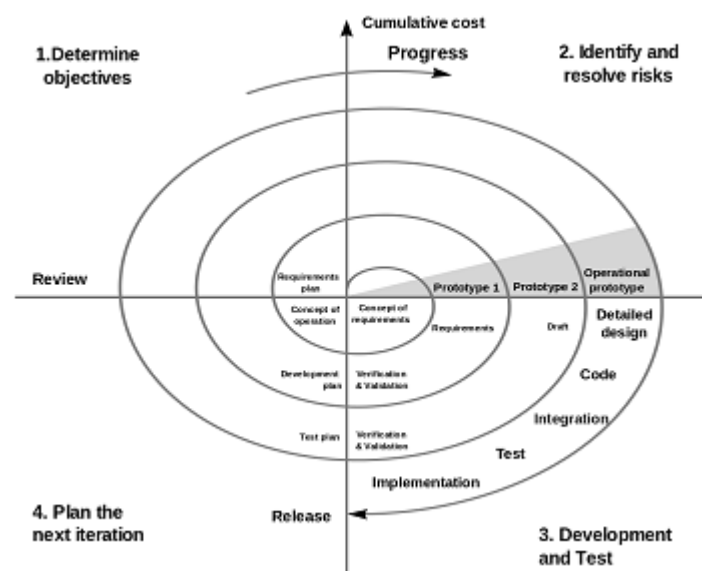 Cumulative cost
Progress
1.Determine
objectives
2. Identify and
resolve risks
Review
Requirements
plan
Prototype 1
Prototype 2
Operational
prototype
Concept of
operation
Concept of
requirements
Requirements
Draft
Detailed
design
Development
plan
Verification
& Validation
Code
Integration
Test plan
Verification
& Validation
Test
Implementation
Release
4. Plan the
next iteration
3. Development
and Test